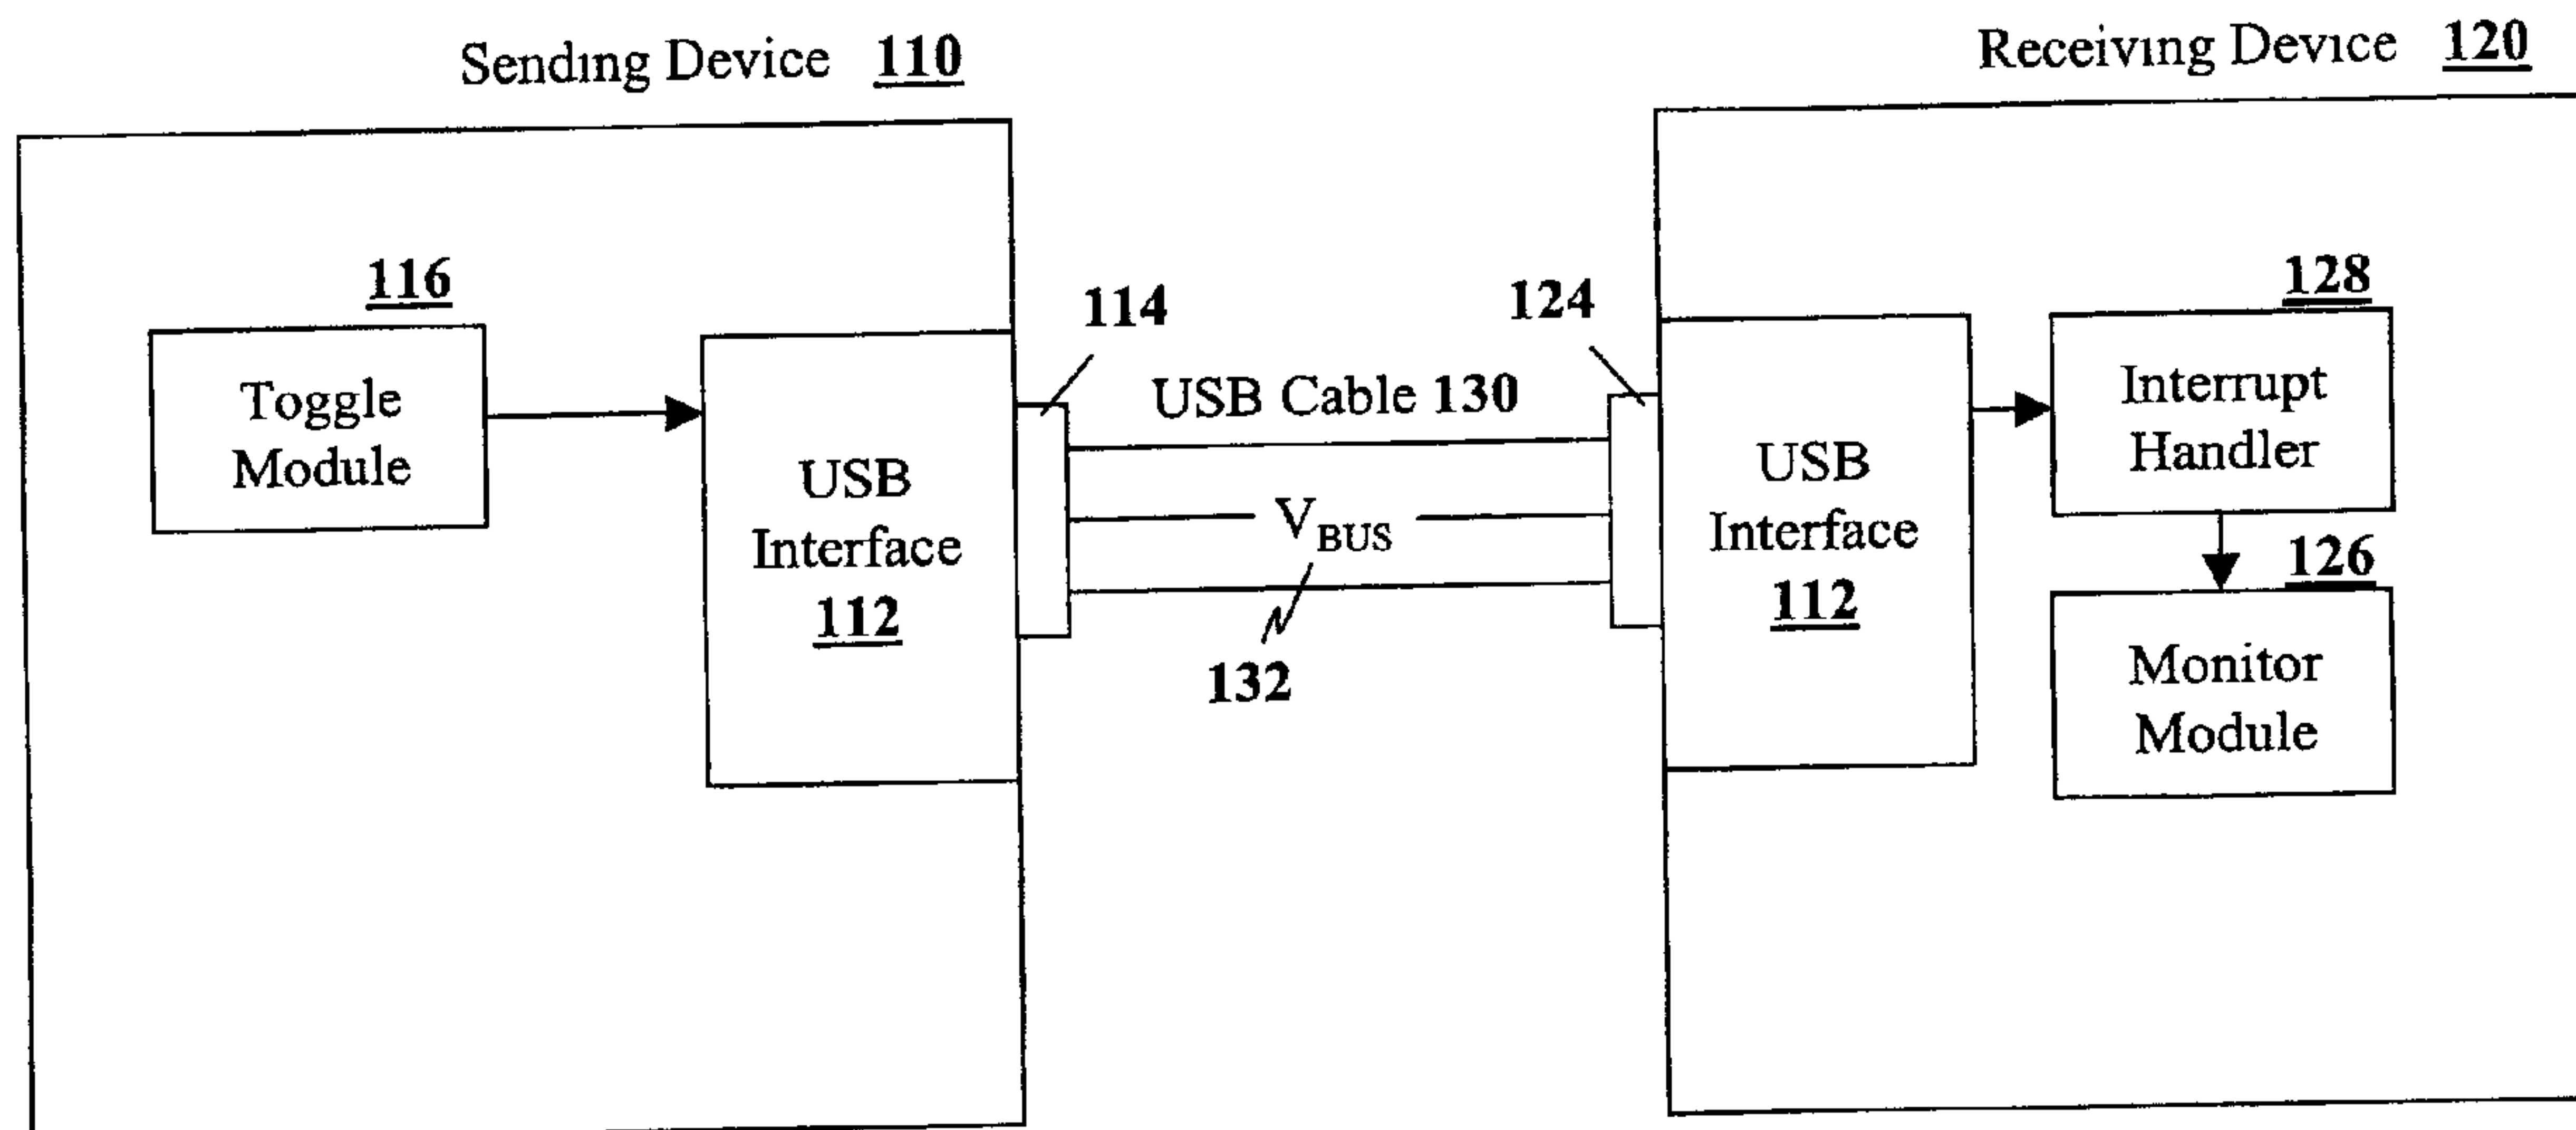 Sending Device 110
Receiving Device 120
116
Toggle
Module
USB
Interface
112
114
USB Cable 130
V BUS
132
124
USB
Interface
112
128
Interrupt
Handler
126
Monitor
Module